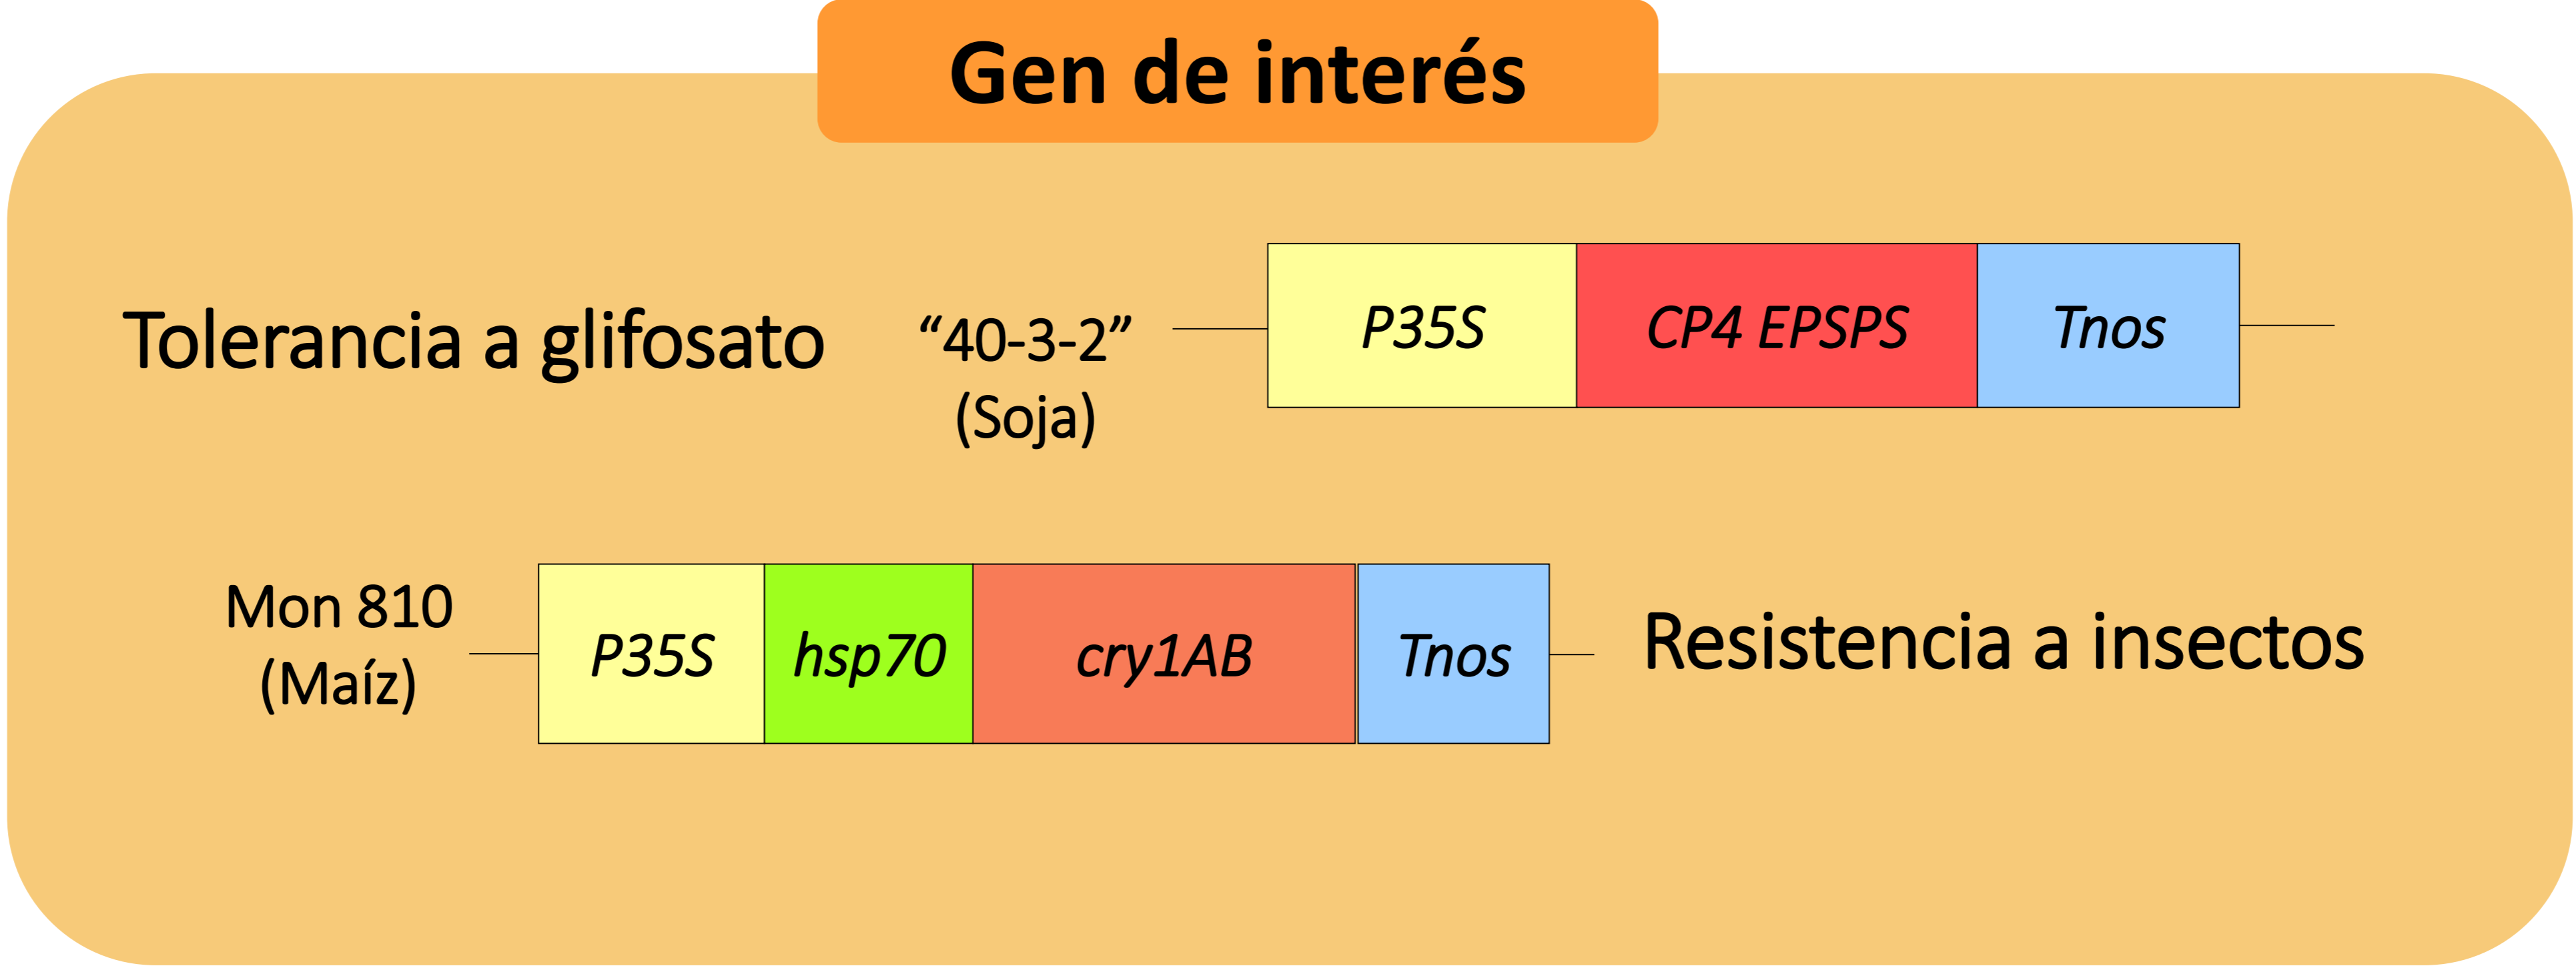 Gen de interés
Tolerancia a glifosato
“40-3-2”
(Soja)
P35S
CP4 EPSPS
Tnos
Mon 810
(Maíz)
P35S
hsp70
cry1AB
Tnos
Resistencia a insectos